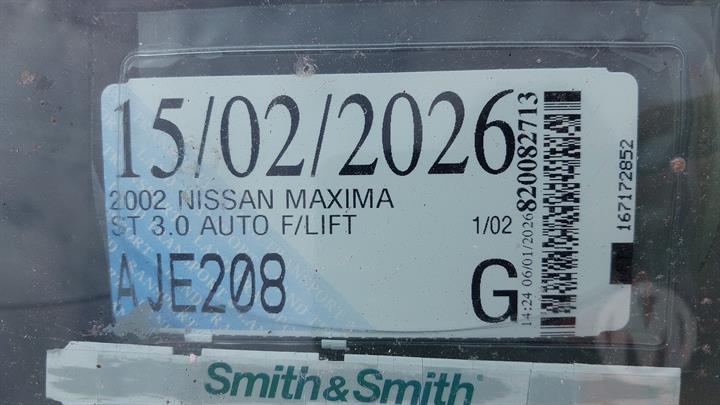 15/02/2026
2002 NISSAN MAXIMA
ST 3.0 AUTO F/LIFT 1/02
AJE208 G
14:24 06/01/2026 820082713
167172852
Smith&Smith